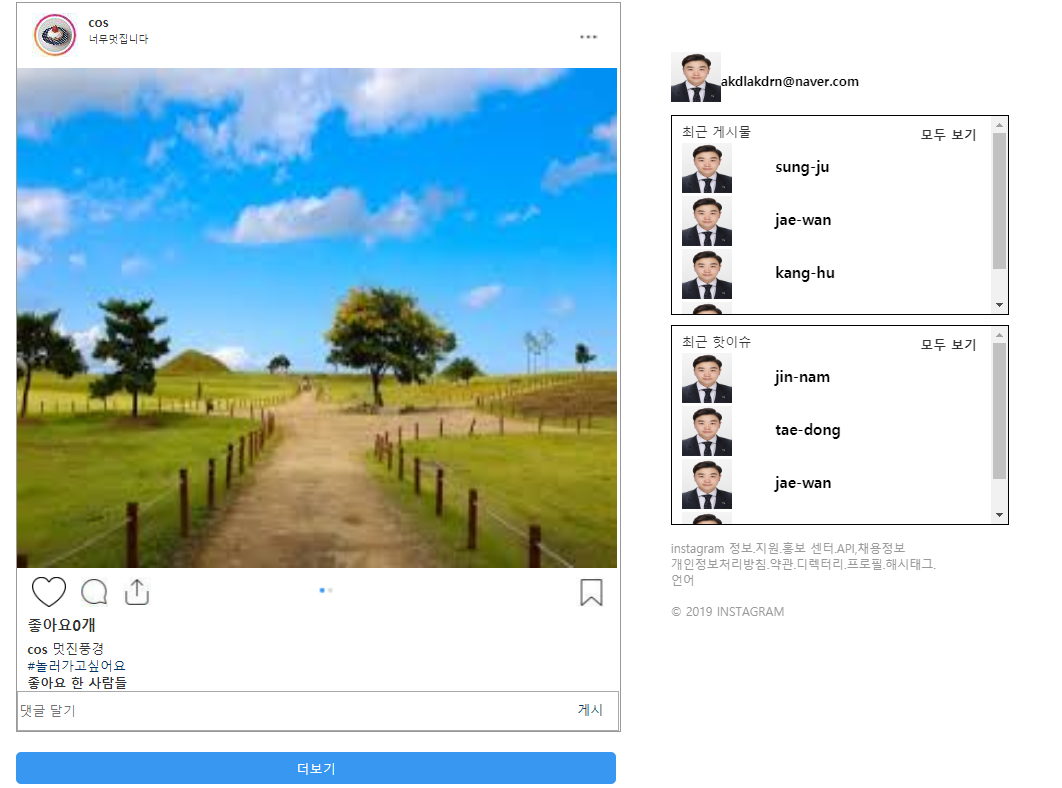 cos
너무멋집니다
좋아요0개
cos 멋진풍경
#놀러가고싶어요
좋아요 한 사람들
댓글 달기
게시
더보기
akdlakdrn@naver.com
최근 게시물
모두 보기
sung-ju
jae-wan
kang-hu
최근 핫이슈
모두 보기
jin-nam
tae-dong
jae-wan
instagram 정보.지원.홍보 센터.API,채용정보
개인정보처리방침.약관.디렉터리.프로필.해시태그.
언어
© 2019 INSTAGRAM